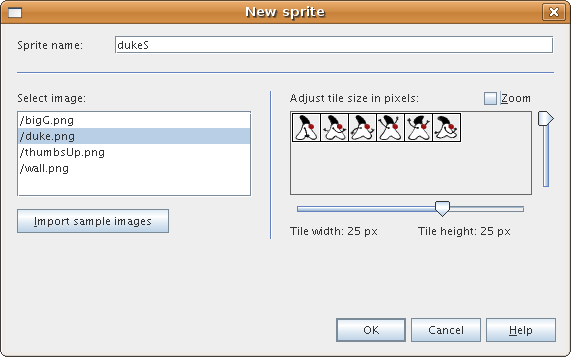 New sprite
Sprite name: dukeS
Select image:
/bigG.png
/duke.png
/thumbsUp.png
/wall.png
Import sample images
Adjust tile size in pixels: Zoom
Tile width: 25 px Tile height: 25 px
OK Cancel Help